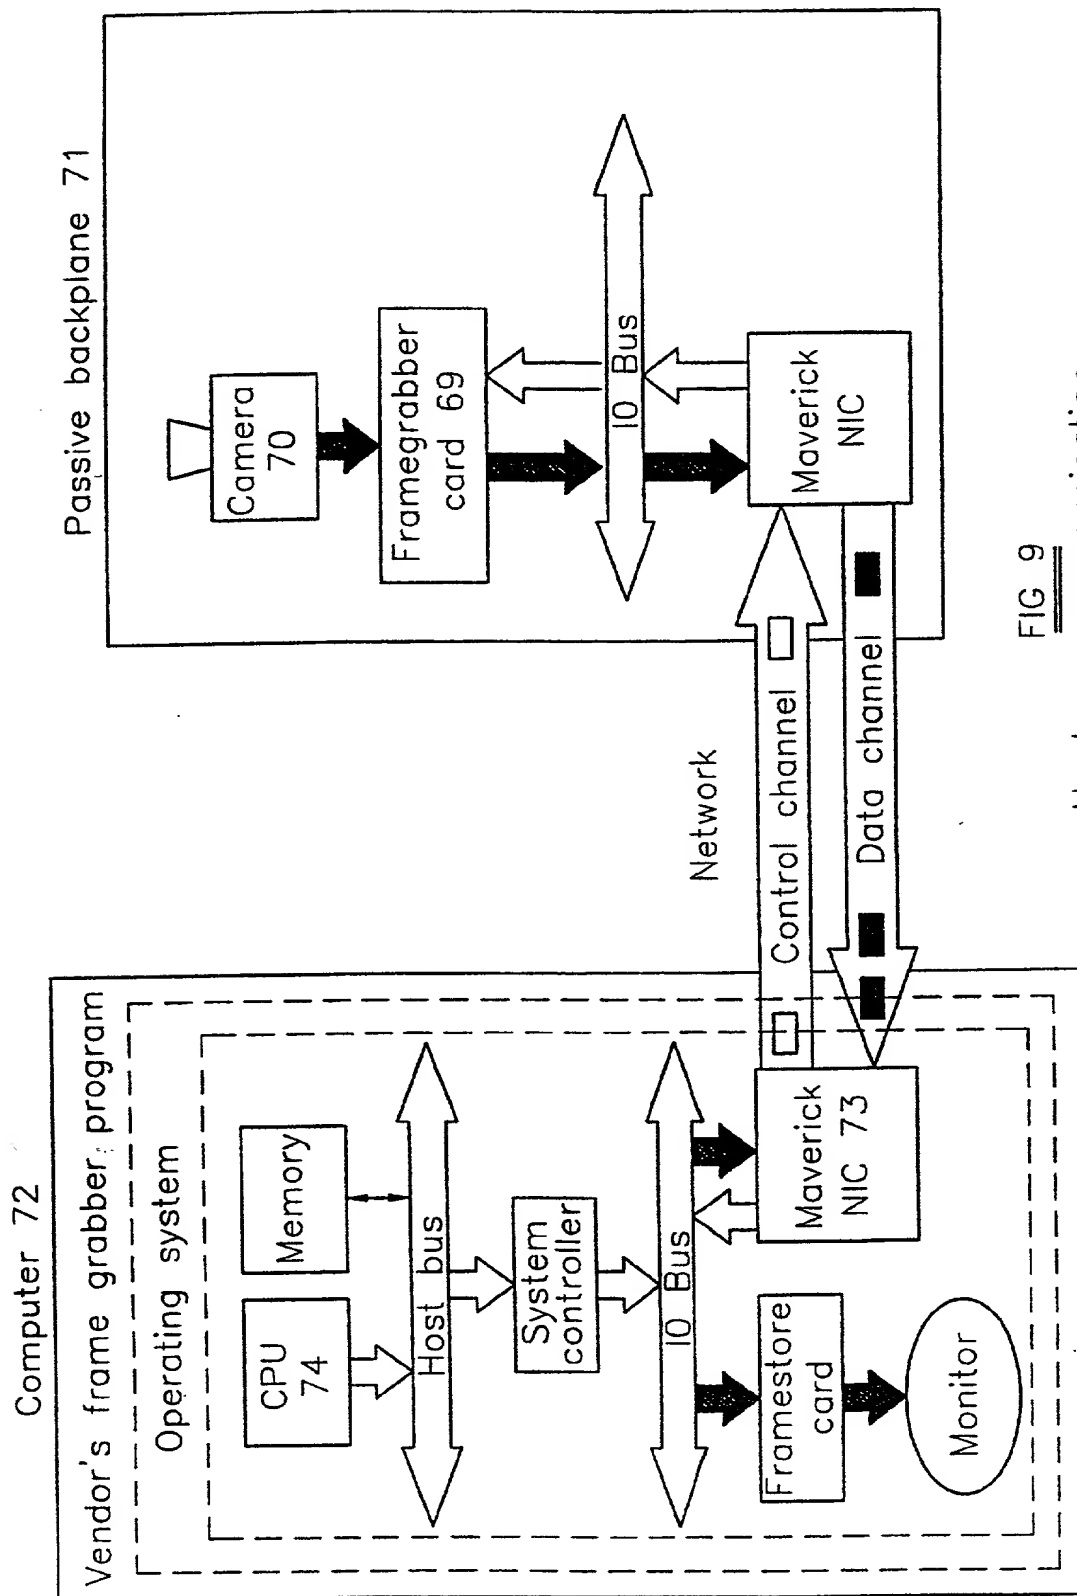 Computer 72
Vendor's frame grabber program
Operating system
CPU
74
Memory
Host bus
System
controller
IO Bus
Framestore
card
Monitor
Maverick
NIC 73
Network
Control channel
Data channel
Passive backplane 71
Camera
70
Framegrabber
card 69
IO Bus
Maverick
NIC
FIG 9